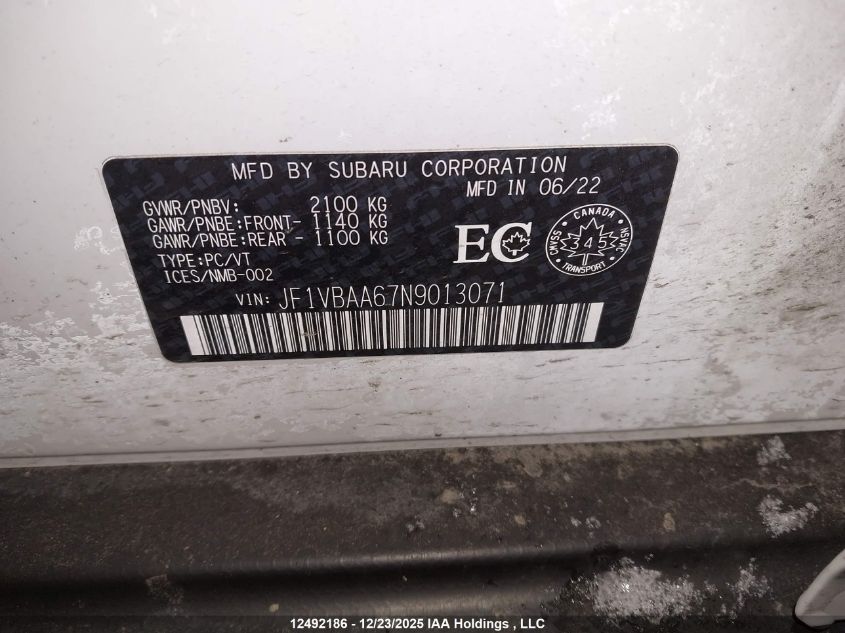 MFD BY SUBARU CORPORATION
MFD IN 06/22
GVWR/PNBV: 2100 KG
GAWR/PNBE:FRONT- 1140 KG
GAWR/PNBE:REAR - 1100 KG
TYPE:PC/VT
ICES/NMB-002
EC
CANADA
CMVSS
345
NSVAC
TRANSPORT
VIN: JF1VBAA67N9013071
12492186 - 12/23/2025 IAA Holdings , LLC